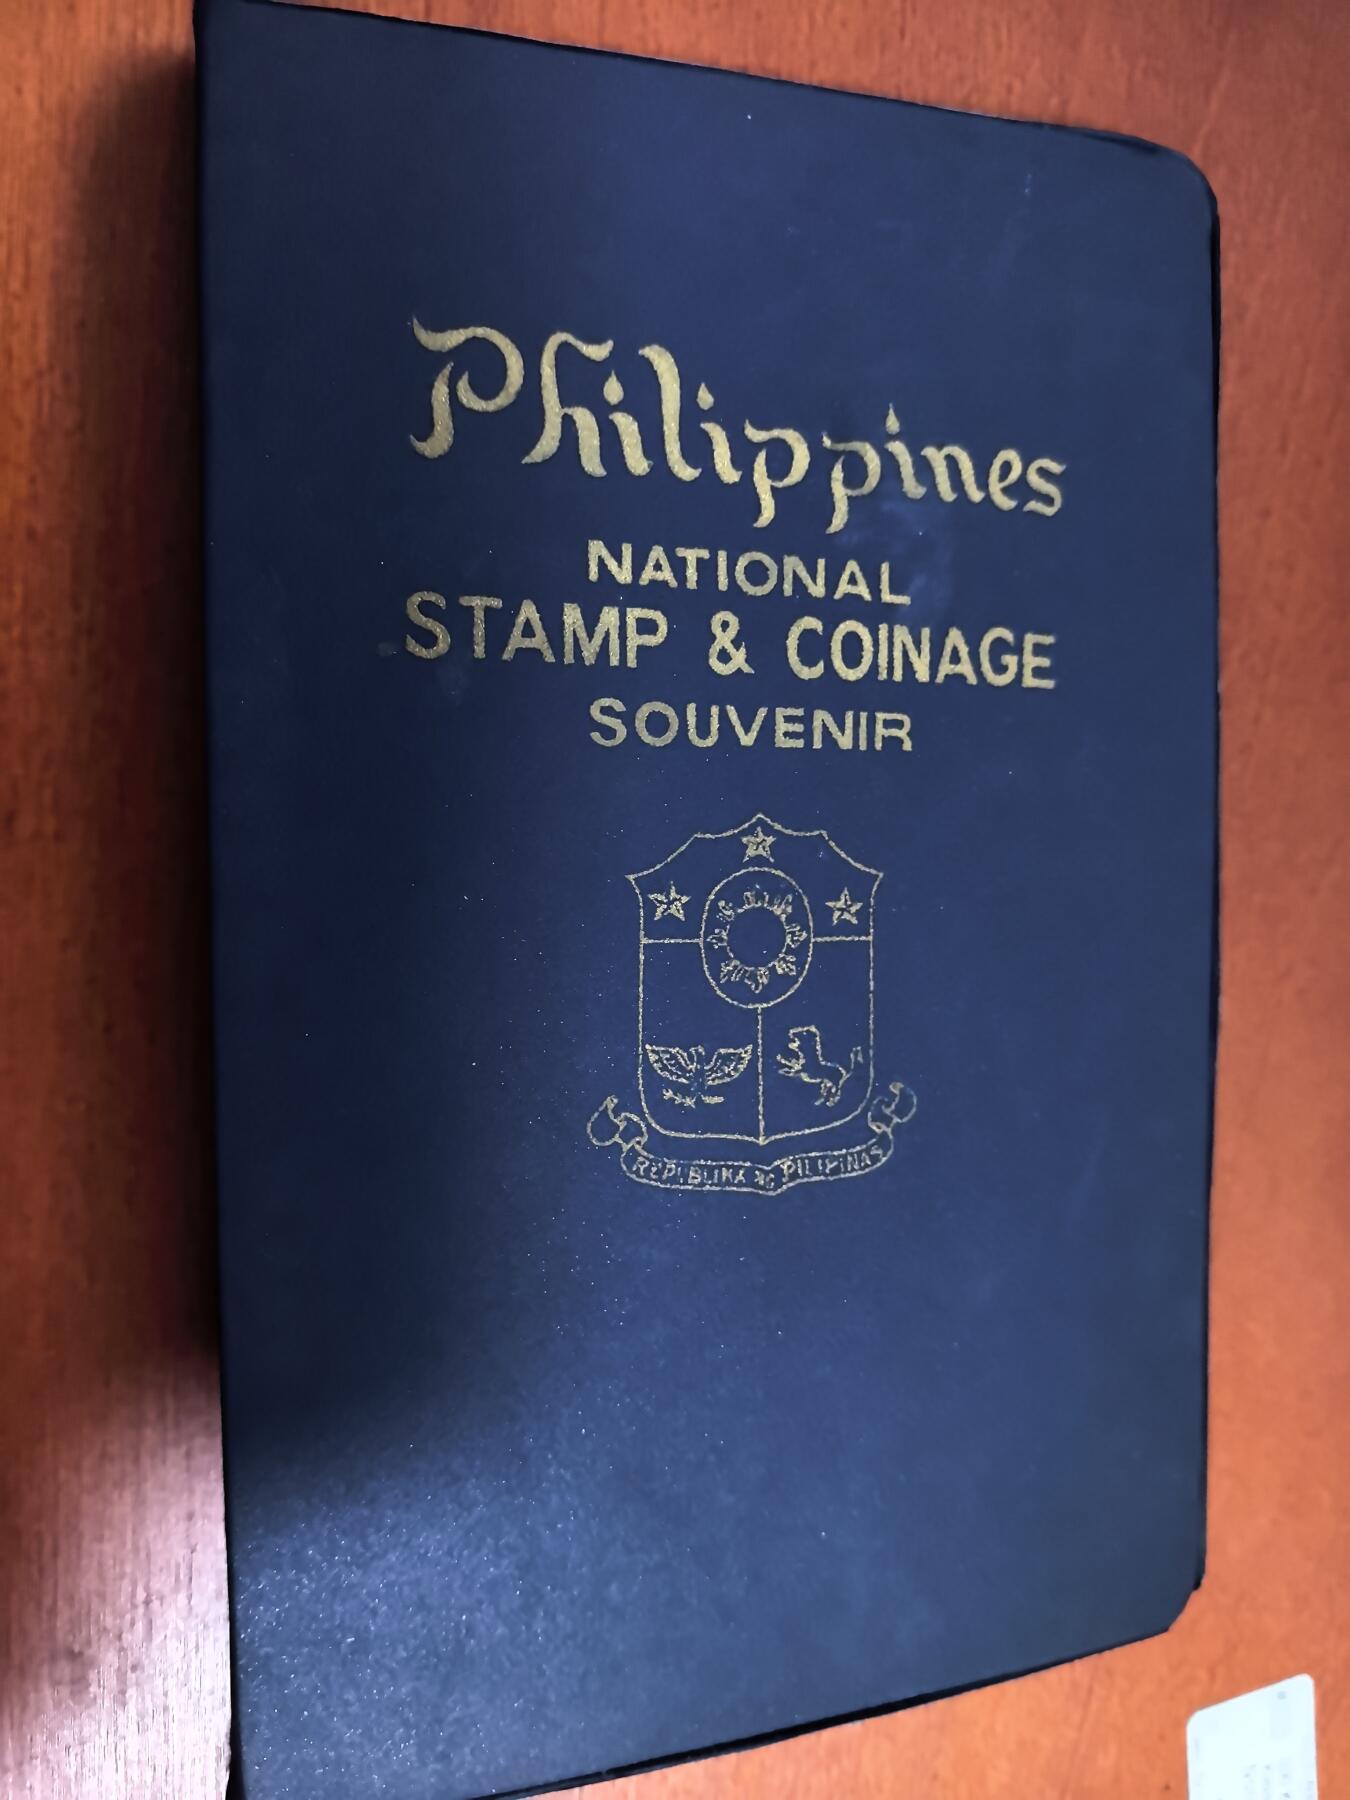 Philippines
NATIONAL
STAMP & COINAGE
SOUVENIR
REPUBLIKA NG PILIPINAS